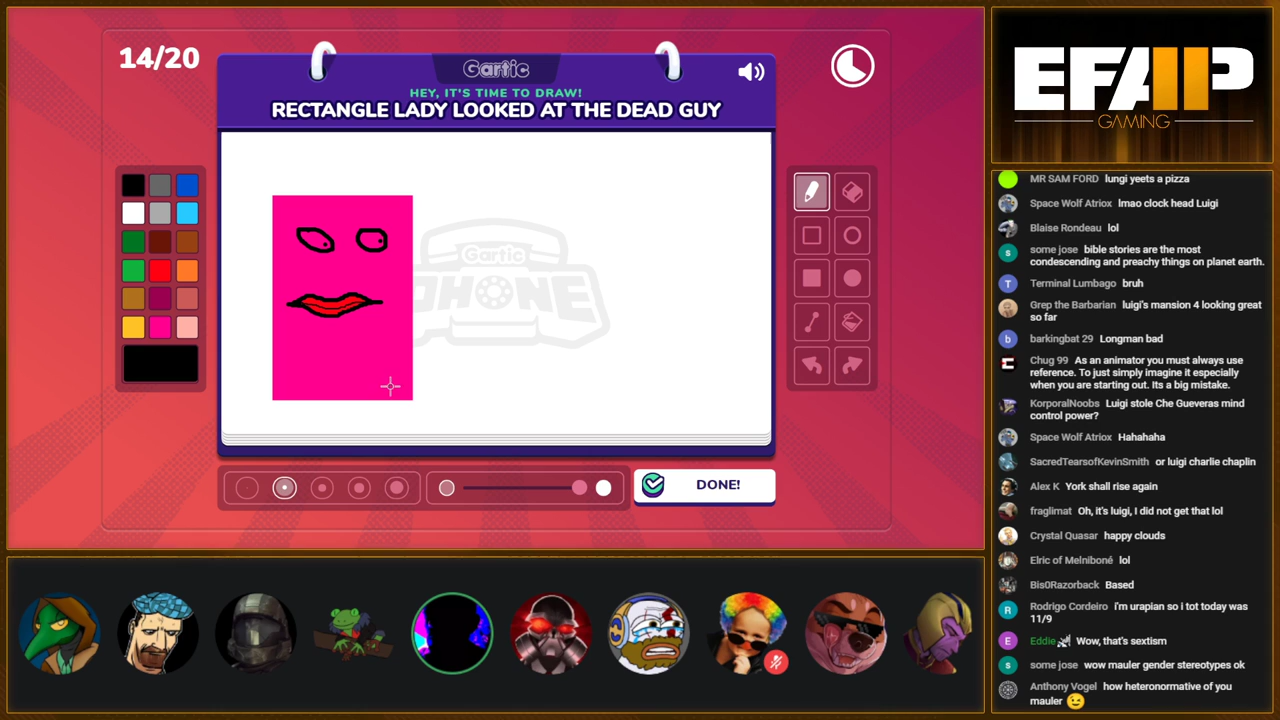 14/20
Gartic
HEY, IT'S TIME TO DRAW!
RECTANGLE LADY LOOKED AT THE DEAD GUY
Gartic
PHONE
DONE!
EFAP
GAMING
MR SAM FORD lungi yeets a pizza
Space Wolf Atriox lmao clock head Luigi
Blaise Rondeau lol
some jose bible stories are the most
condescending and preachy things on planet earth.
Terminal Lumbago bruh
Grep the Barbarian luigi's mansion 4 looking great
so far
barkingbat 29 Longman bad
Chug 99 As an animator you must always use
reference. To just simply imagine it especially
when you are starting out. Its a big mistake.
KorporalNoobs Luigi stole Che Gueveras mind
control power?
Space Wolf Atriox Hahahaha
SacredTearsofKevinSmith or luigi charlie chaplin
Alex K York shall rise again
fraglimat Oh, it's luigi, I did not get that lol
Crystal Quasar happy clouds
Elric of Melniboné lol
Bis0Razorback Based
Rodrigo Cordeiro i'm urapian so i tot today was
11/9
Eddie Wow, that's sextism
some jose wow mauler gender stereotypes ok
Anthony Vogel how heteronormative of you
mauler 😉